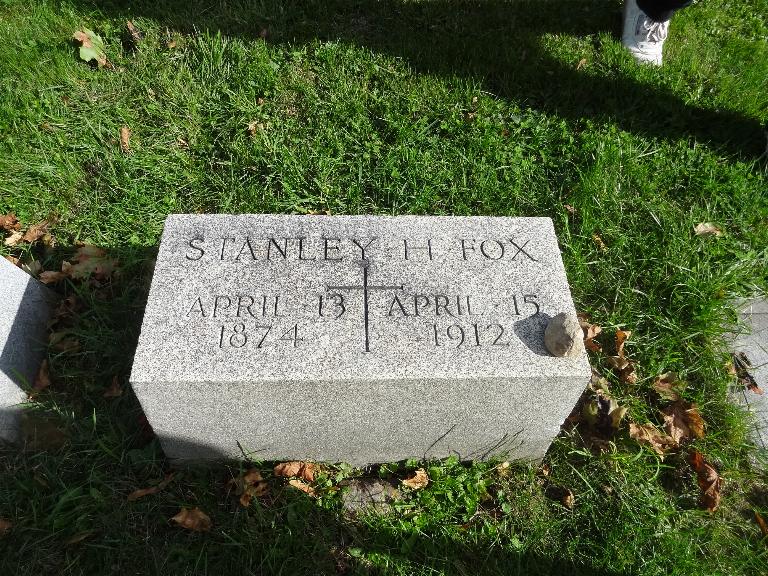 STANLEY · H · FOX
APRIL · 13 APRIL · 15
1874 1912